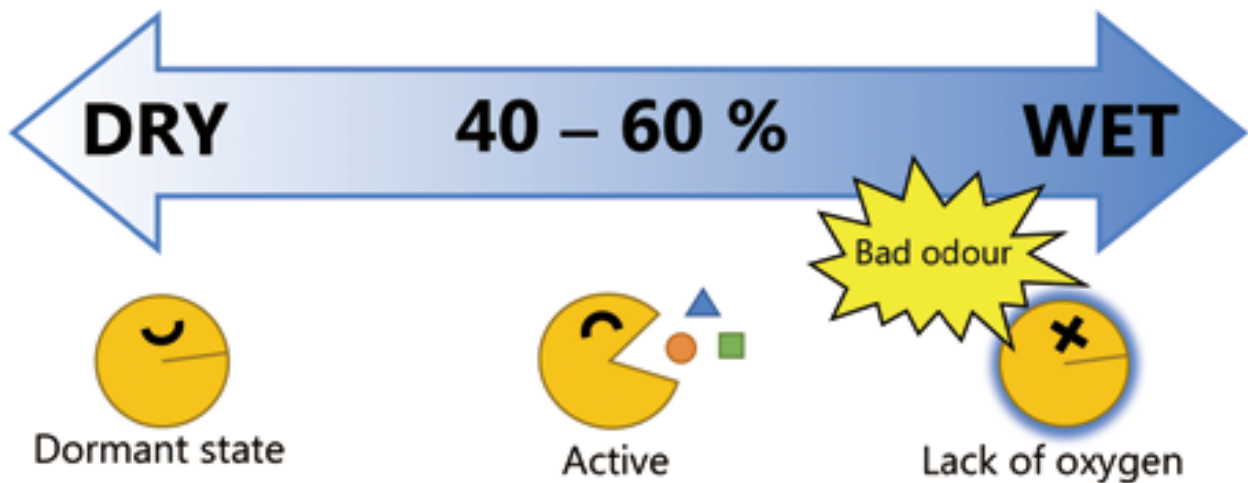 DRY
40 – 60 %
WET
Bad odour
Dormant state
Active
Lack of oxygen